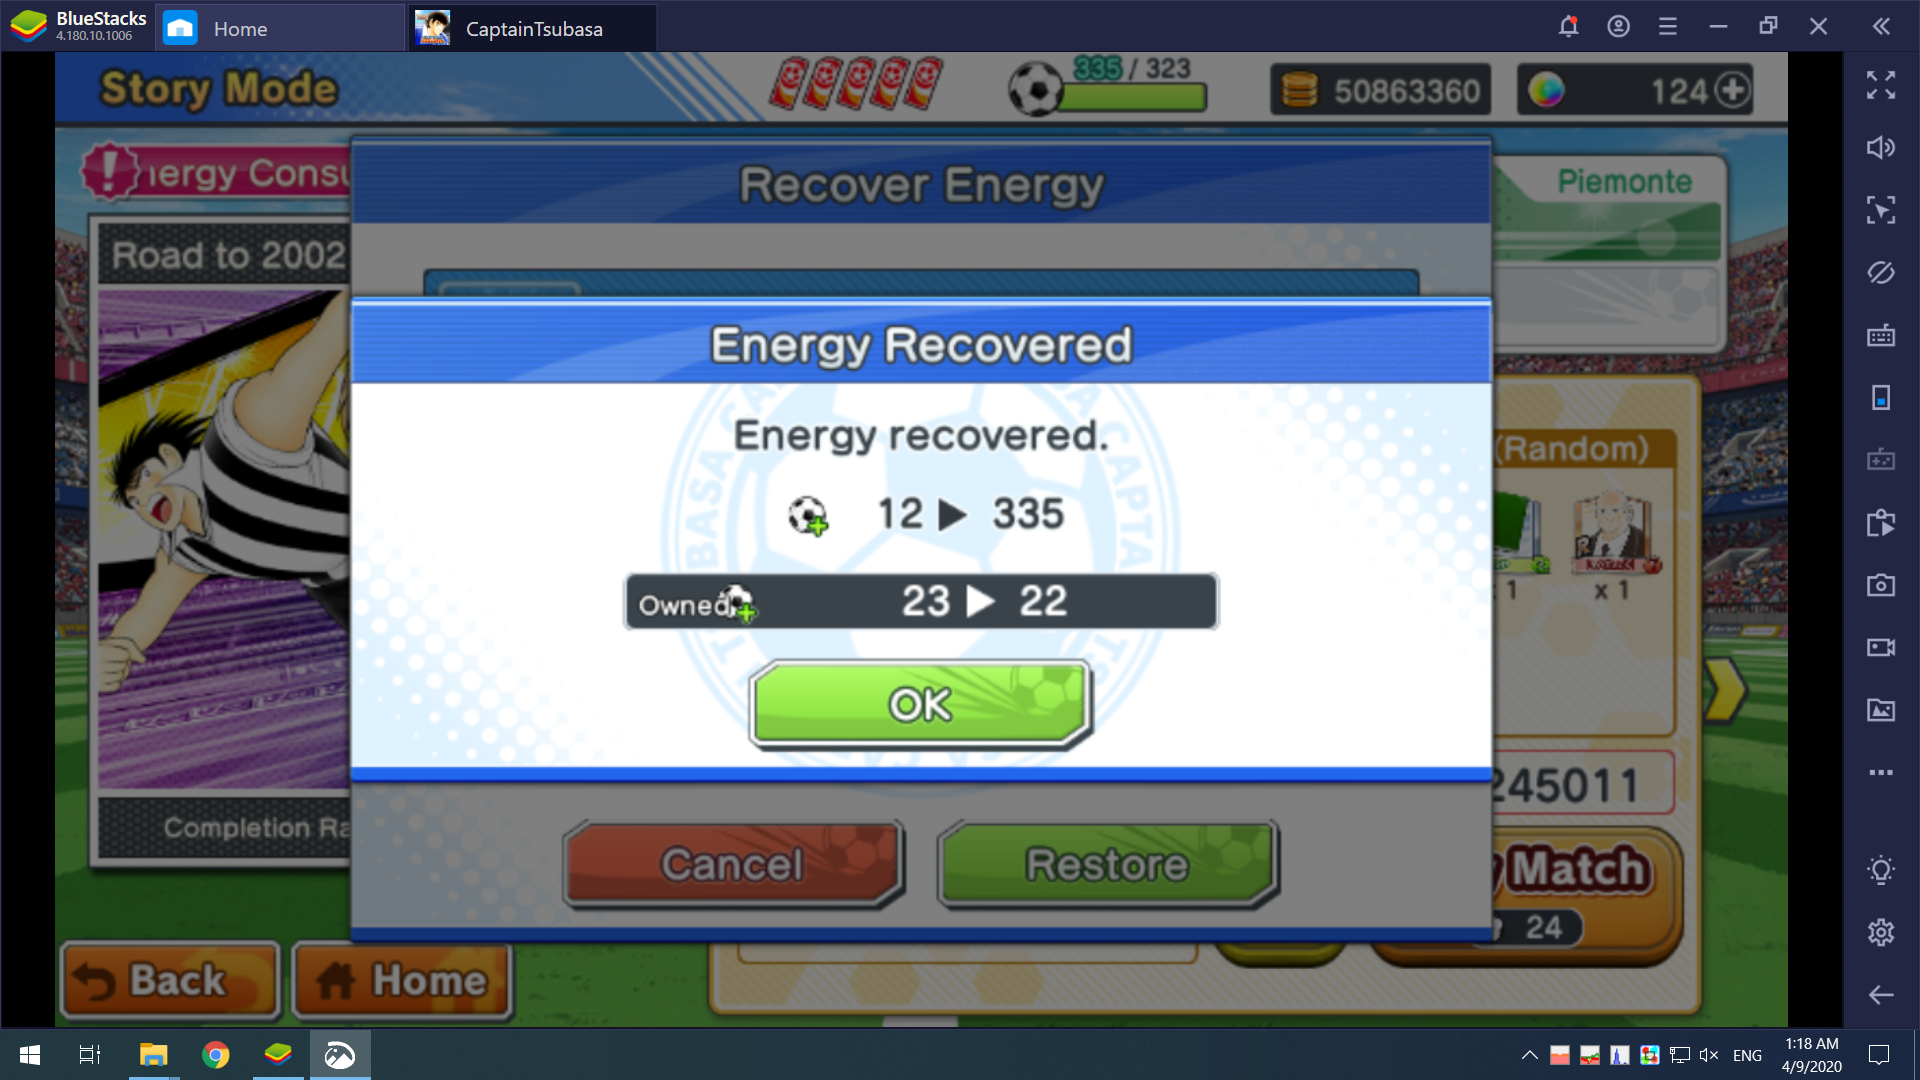 BlueStacks
4.180.10.1006
Home
CaptainTsubasa
Story Mode
335 / 323
50863360
124
nergy Consu
Recover Energy
Piemonte
Road to 2002
Energy Recovered
Energy recovered.
12 ▶ 335
Owned 23 ▶ 22
OK
(Random)
x 1
x 1
245011
Completion Ra
Cancel
Restore
Match
24
Back
Home
ENG
1:18 AM
4/9/2020